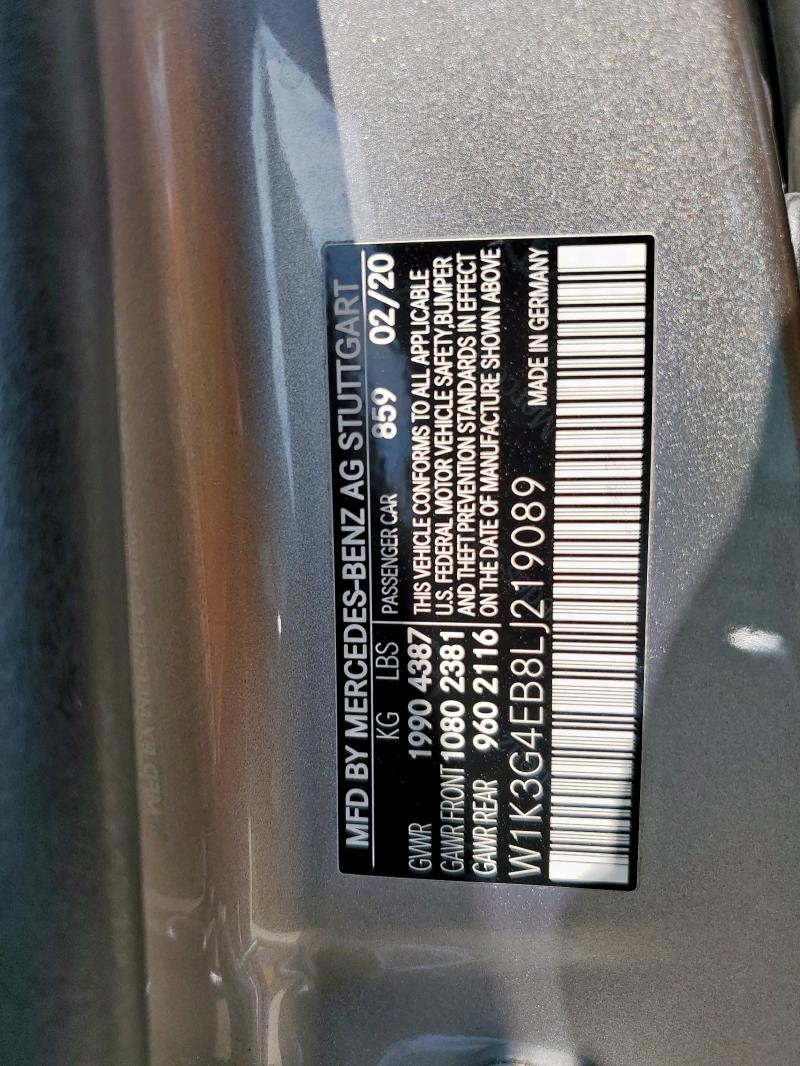 MFD BY MERCEDES-BENZ AG STUTTGART
KG LBS PASSENGER CAR 859 02/20
GVWR 1990 4387 THIS VEHICLE CONFORMS TO ALL APPLICABLE
GAWR FRONT 1080 2381 U.S. FEDERAL MOTOR VEHICLE SAFETY,BUMPER
GAWR REAR 960 2116 AND THEFT PREVENTION STANDARDS IN EFFECT
ON THE DATE OF MANUFACTURE SHOWN ABOVE
W1K3G4EB8LJ219089 MADE IN GERMANY